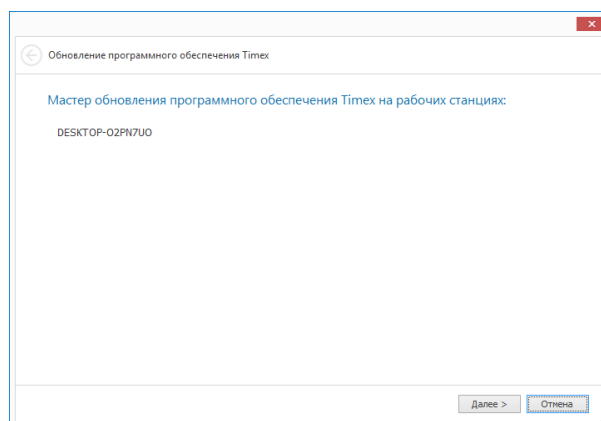 Обновление программного обеспечения Timex
Мастер обновления программного обеспечения Timex на рабочих станциях:
DESKTOP-O2PN7UO
Далее >
Отмена